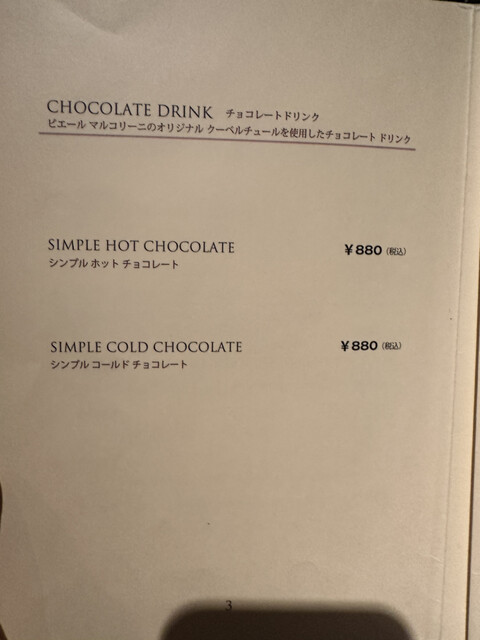 CHOCOLATE DRINK チョコレートドリンク
ピエール マルコリーニのオリジナル クーベルチュールを使用したチョコレート ドリンク
SIMPLE HOT CHOCOLATE ¥880 (税込)
シンプル ホット チョコレート
SIMPLE COLD CHOCOLATE ¥880 (税込)
シンプル コールド チョコレート
3